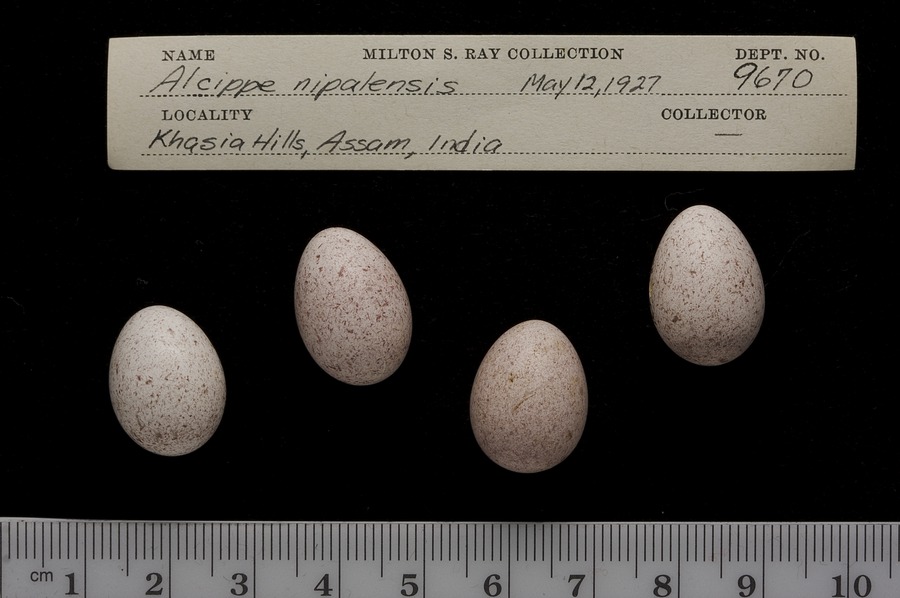 NAME MILTON S. RAY COLLECTION DEPT. NO.
Alcippe nipalensis May 12, 1927 9670
LOCALITY COLLECTOR
Khasia Hills, Assam, India —
cm 1 2 3 4 5 6 7 8 9 10